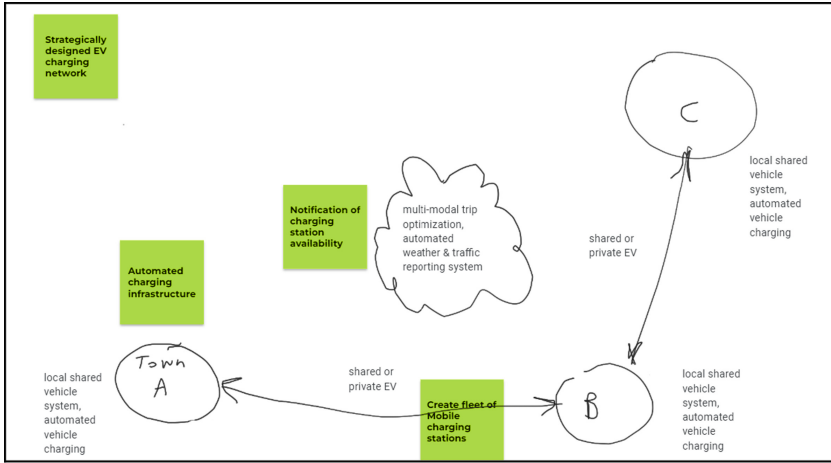 Strategically
designed EV
charging
network
C
local shared
vehicle
system,
automated
vehicle
charging
Notification of
charging
station
availability
multi-modal trip
optimization,
automated
weather & traffic
reporting system
shared or
private EV
Automated
charging
infrastructure
Town
A
local shared
vehicle
system,
automated
vehicle
charging
shared or
private EV
Create fleet of
Mobile
charging
stations
B
local shared
vehicle
system,
automated
vehicle
charging